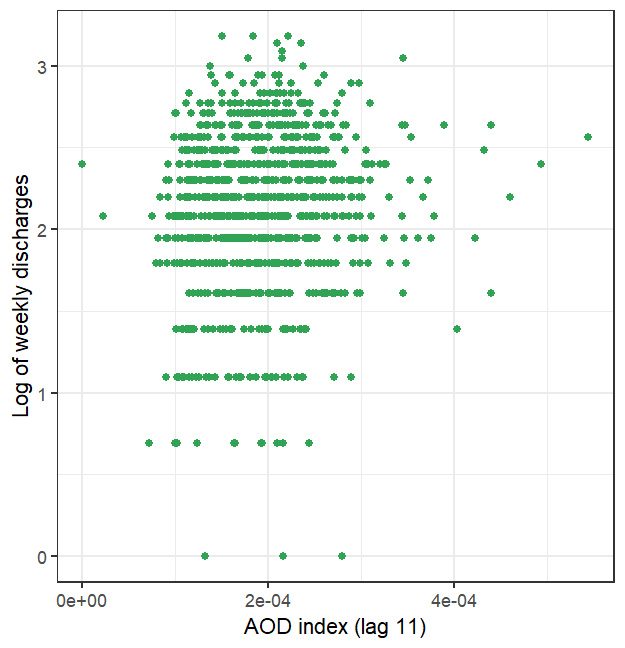 Log of weekly discharges
3
2
1
0
0e+00
2e-04
4e-04
AOD index (lag 11)